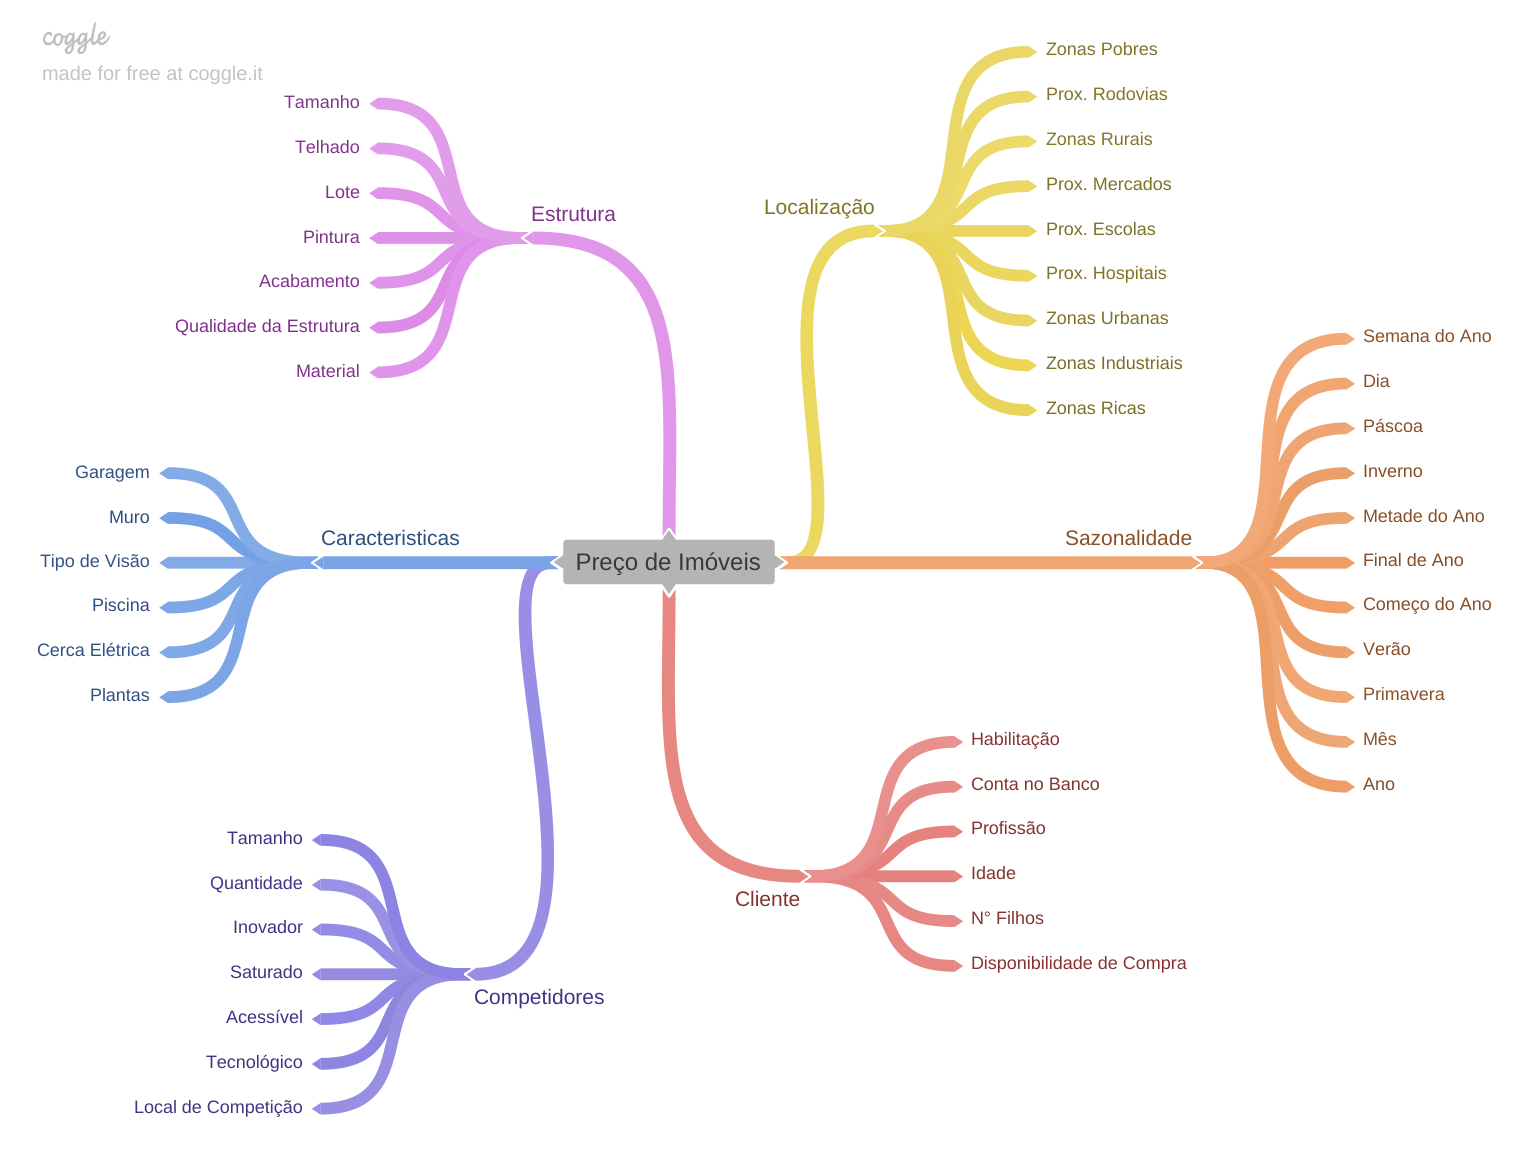 coggle
made for free at coggle.it
Tamanho
Telhado
Lote
Pintura
Acabamento
Qualidade da Estrutura
Material
Estrutura
Localização
Zonas Pobres
Prox. Rodovias
Zonas Rurais
Prox. Mercados
Prox. Escolas
Prox. Hospitais
Zonas Urbanas
Zonas Industriais
Zonas Ricas
Garagem
Muro
Tipo de Visão
Piscina
Cerca Elétrica
Plantas
Caracteristicas
Preço de Imóveis
Sazonalidade
Semana do Ano
Dia
Páscoa
Inverno
Metade do Ano
Final de Ano
Começo do Ano
Verão
Primavera
Mês
Ano
Tamanho
Quantidade
Inovador
Saturado
Acessível
Tecnológico
Local de Competição
Competidores
Cliente
Habilitação
Conta no Banco
Profissão
Idade
N° Filhos
Disponibilidade de Compra